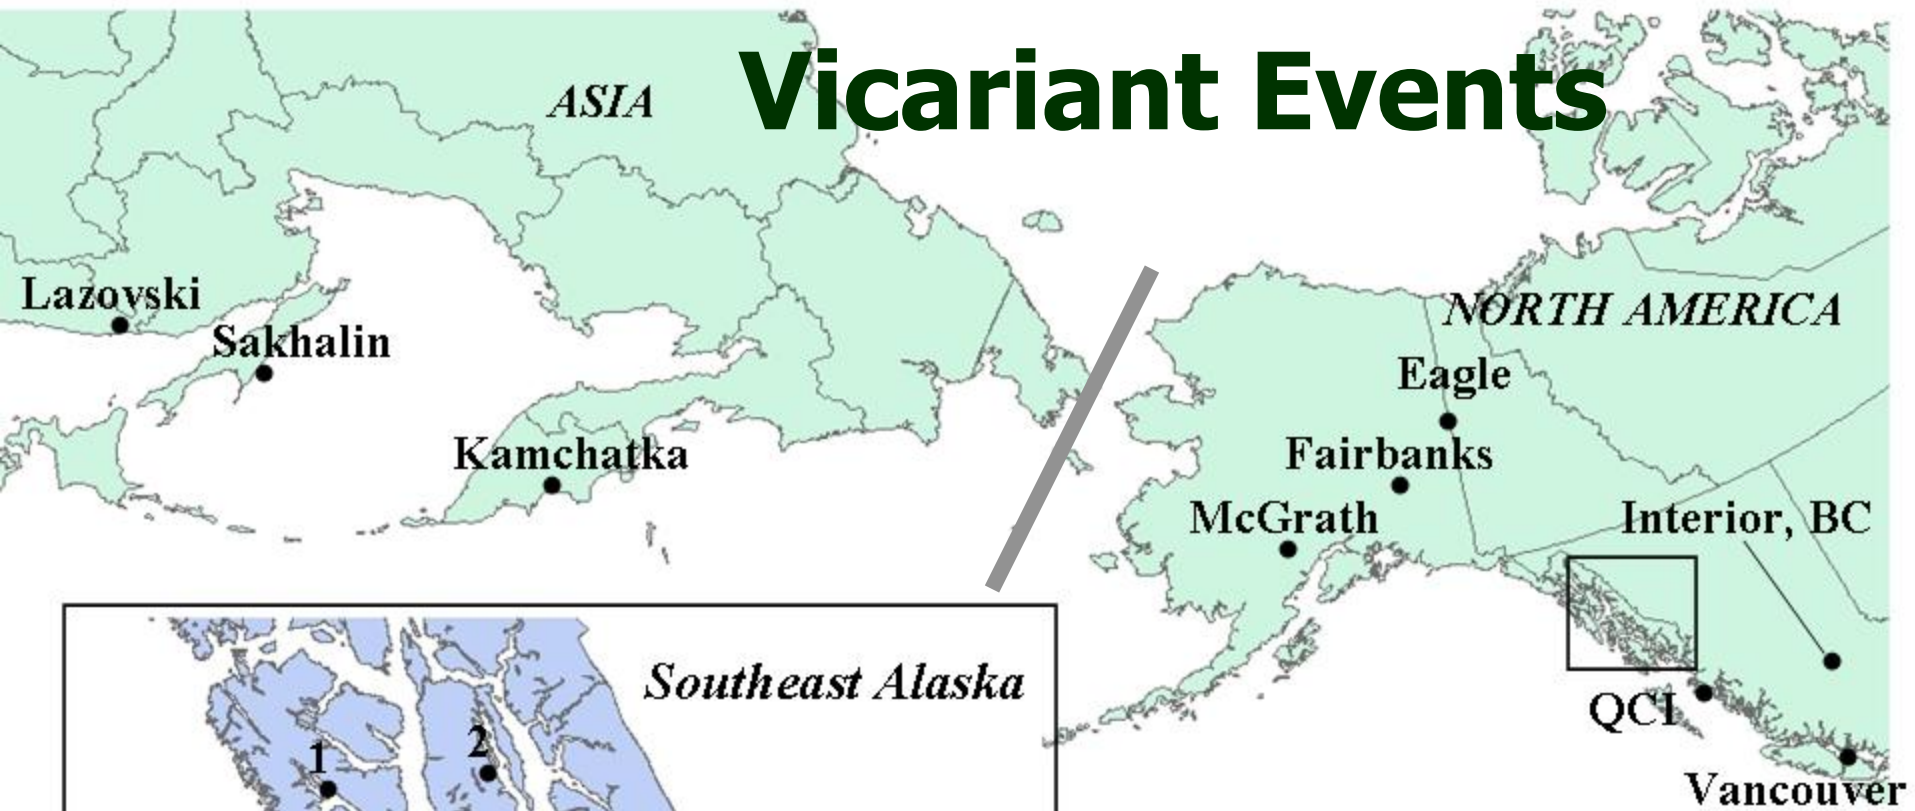 Vicariant Events
ASIA
Lazovski
Sakhalin
Kamchatka
NORTH AMERICA
Eagle
Fairbanks
McGrath
Interior, BC
QCI
Vancouver
Southeast Alaska
1
2